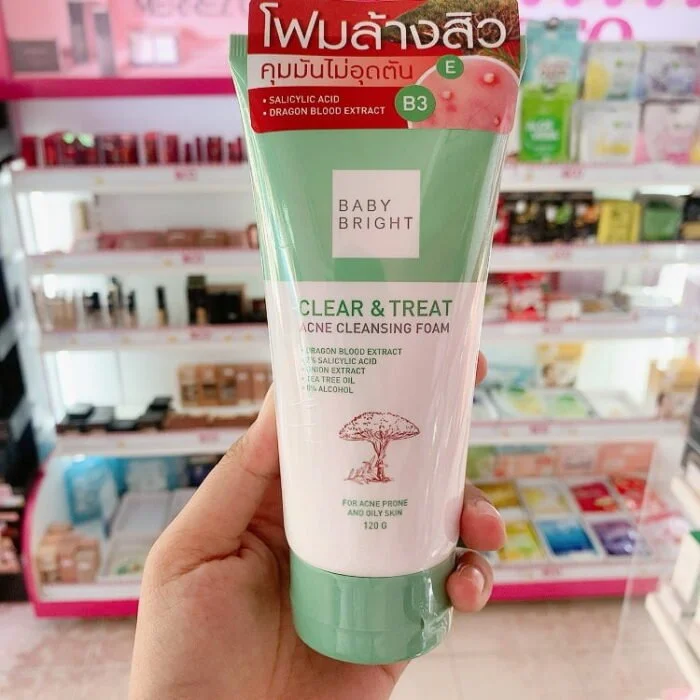 โฟมล้างสิว
คุมมันไม่อุดตัน
E
• SALICYLIC ACID
• DRAGON BLOOD EXTRACT
B3
BABY
BRIGHT
CLEAR & TREAT
ACNE CLEANSING FOAM
• DRAGON BLOOD EXTRACT
• 2% SALICYLIC ACID
• ONION EXTRACT
• TEA TREE OIL
• 0% ALCOHOL
FOR ACNE PRONE
AND OILY SKIN
120 G